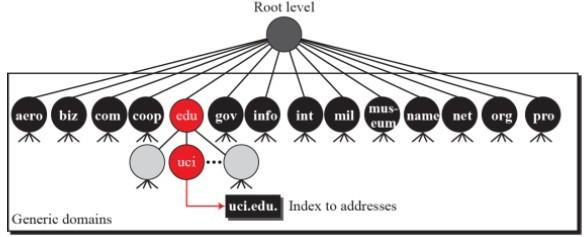 Root level
aero biz com coop edu gov info int mil mus-
eum name net org pro
uci
uci.edu. Index to addresses
Generic domains